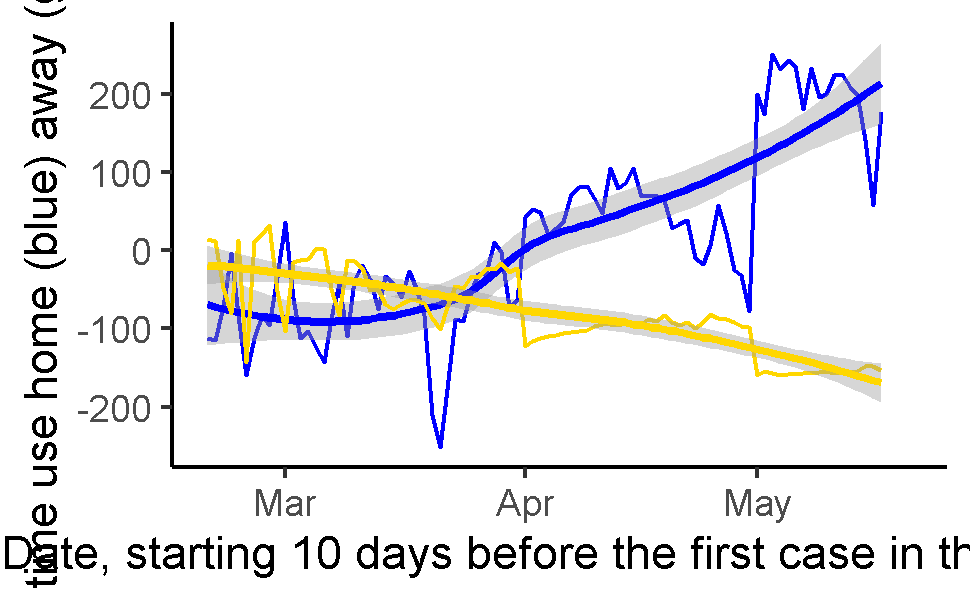 time use home (blue) away (
200
100
0
-100
-200
Mar Apr May
Date, starting 10 days before the first case in